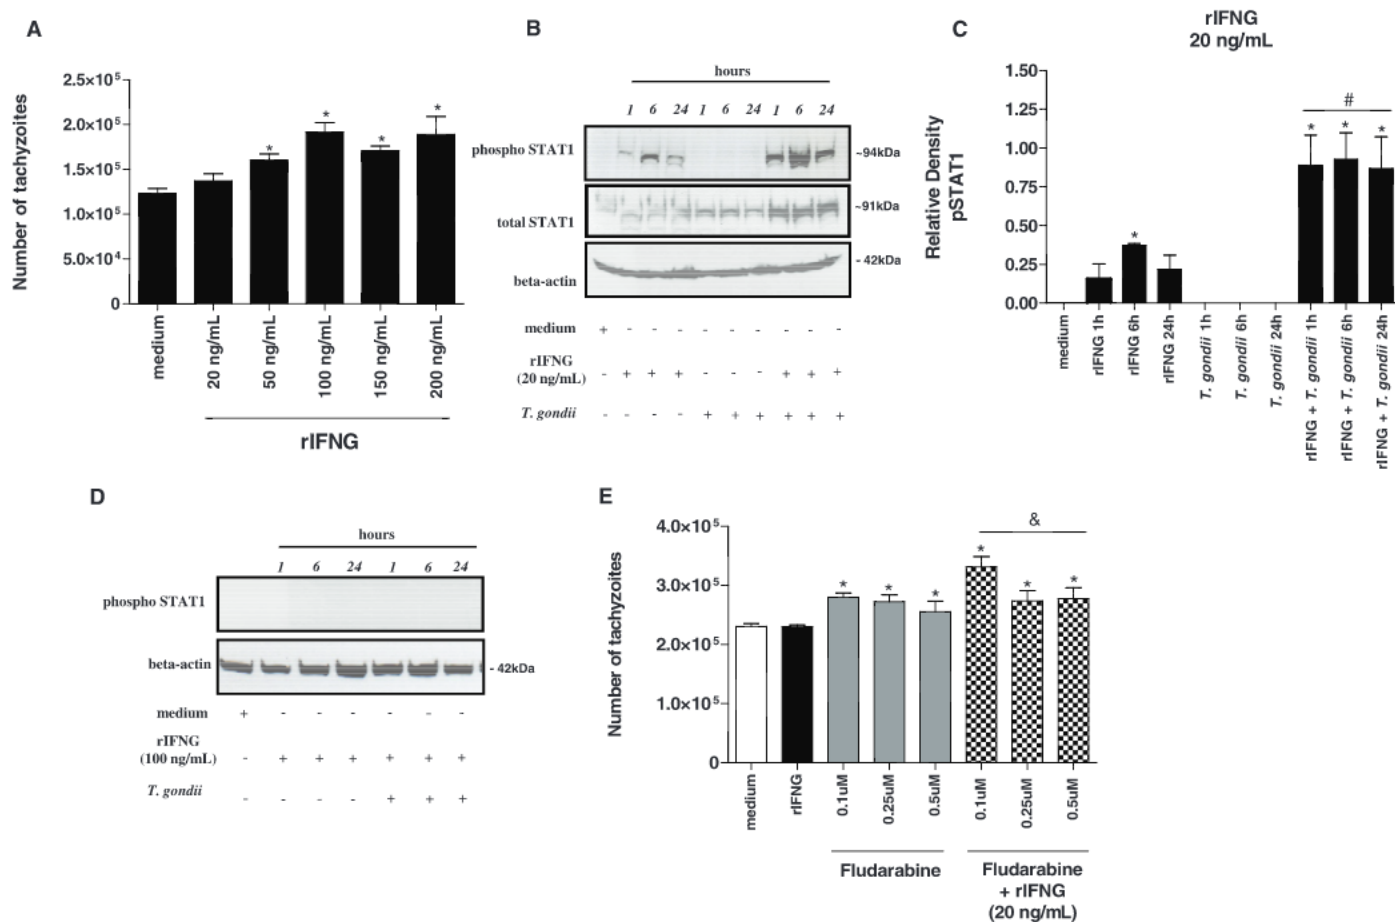 A
Number of tachyzoites
2.5×10⁵
2.0×10⁵
1.5×10⁵
1.0×10⁵
5.0×10⁴
0
* * * *
medium
20 ng/mL
50 ng/mL
100 ng/mL
150 ng/mL
200 ng/mL
rIFNG
B
hours
1 6 24 1 6 24 1 6 24
phospho STAT1 ~94kDa
total STAT1 ~91kDa
beta-actin - 42kDa
medium + - - - - - - - - -
rIFNG
(20 ng/mL) - + + + - - - + + +
T. gondii - - - - + + + + + +
C
rIFNG
20 ng/mL
Relative Density
pSTAT1
1.50
1.25
1.00
0.75
0.50
0.25
0.00
#
* * * *
medium
rIFNG 1h
rIFNG 6h
rIFNG 24h
T. gondii 1h
T. gondii 6h
T. gondii 24h
rIFNG + T. gondii 1h
rIFNG + T. gondii 6h
rIFNG + T. gondii 24h
D
hours
1 6 24 1 6 24
phospho STAT1
beta-actin - 42kDa
medium + - - - - - -
rIFNG
(100 ng/mL) - + + + + + +
T. gondii - - - - + + +
E
Number of tachyzoites
4.0×10⁵
3.0×10⁵
2.0×10⁵
1.0×10⁵
0
&
* * * * * *
medium
rIFNG
0.1uM
0.25uM
0.5uM
0.1uM
0.25uM
0.5uM
Fludarabine
Fludarabine
+ rIFNG
(20 ng/mL)